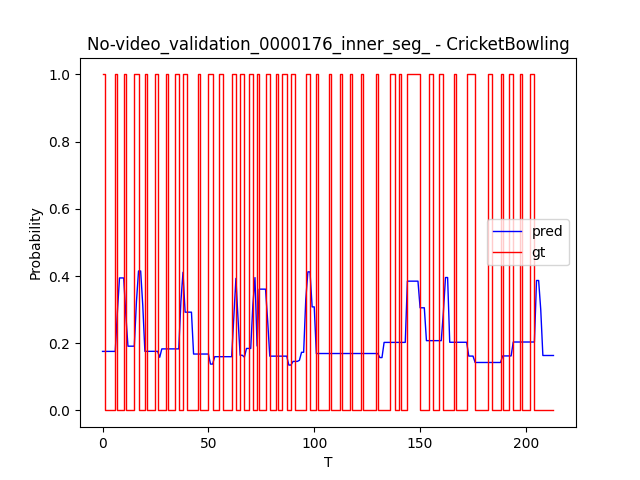 No-video_validation_0000176_inner_seg_ - CricketBowling
1.0
0.8
0.6
0.4
0.2
0.0
Probability
pred
gt
0
50
100
150
200
T